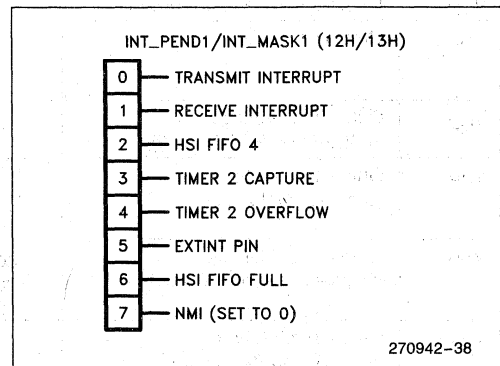 INT_PEND1/INT_MASK1 (12H/13H)
0 TRANSMIT INTERRUPT
1 RECEIVE INTERRUPT
2 HSI FIFO 4
3 TIMER 2 CAPTURE
4 TIMER 2 OVERFLOW
5 EXTINT PIN
6 HSI FIFO FULL
7 NMI (SET TO 0)
270942-38